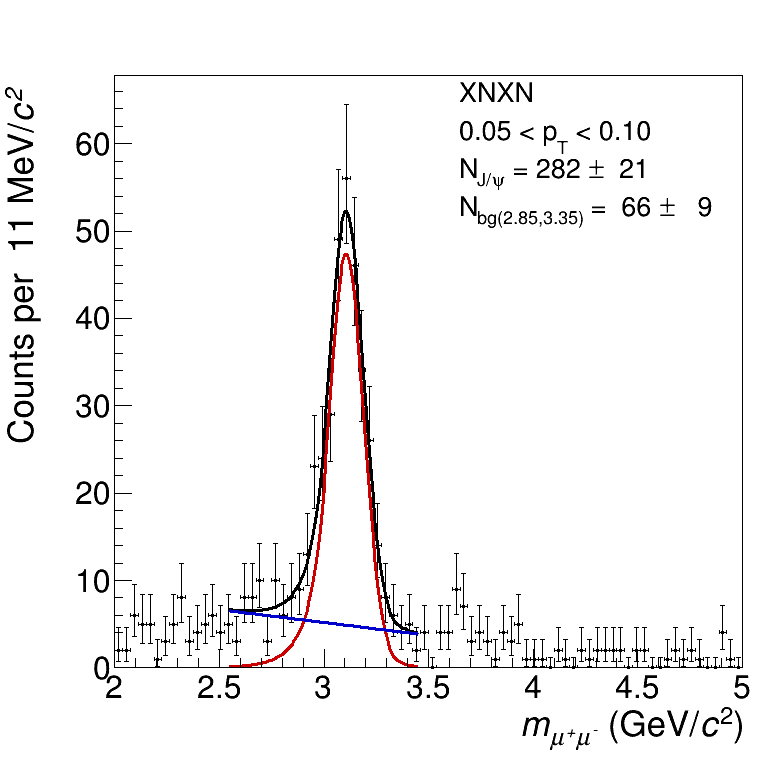 Counts per 11 MeV/c²
60
50
40
30
20
10
0
XNXN
0.05 < p_T < 0.10
N_J/ψ = 282 ± 21
N_bg(2.85,3.35) = 66 ± 9
2 2.5 3 3.5 4 4.5 5
m_μ⁺μ⁻ (GeV/c²)